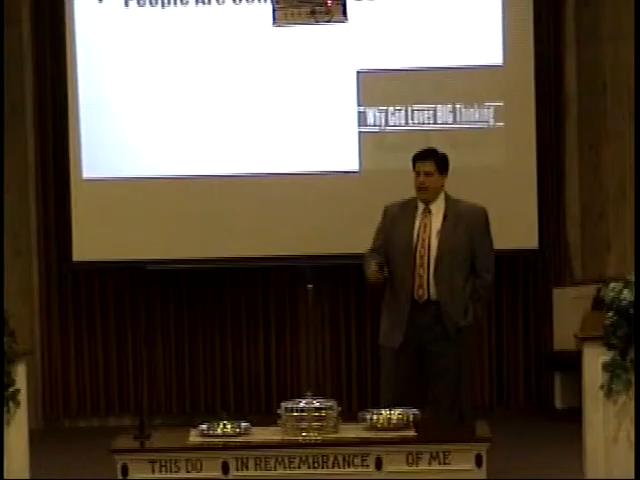 People Are
Why God Loves BIG Thinking
THIS DO IN REMEMBRANCE OF ME